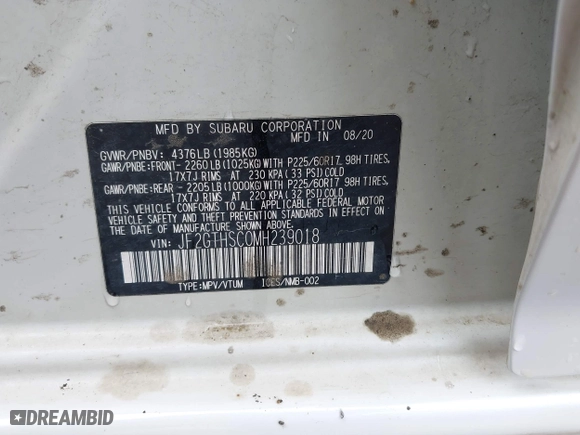 MFD BY SUBARU CORPORATION
MFD IN 08/20
GVWR/PNBV: 4376LB(1985KG)
GAWR/PNBE:FRONT- 2260LB(1025KG)WITH P225/60R17 98H TIRES,
17X7J RIMS AT 230 KPA(33 PSI)COLD
GAWR/PNBE:REAR - 2205LB(1000KG)WITH P225/60R17 98H TIRES,
17X7J RIMS AT 220 KPA(32 PSI)COLD
THIS VEHICLE CONFORMS TO ALL APPLICABLE FEDERAL MOTOR
VEHICLE SAFETY AND THEFT PREVENTION STANDARDS IN EFFECT ON
THE DATE OF MANUFACTURE SHOWN ABOVE.
VIN: JF2GTHSC0MH239018
TYPE:MPV/VTUM ICES/NMB-002
DREAMBID